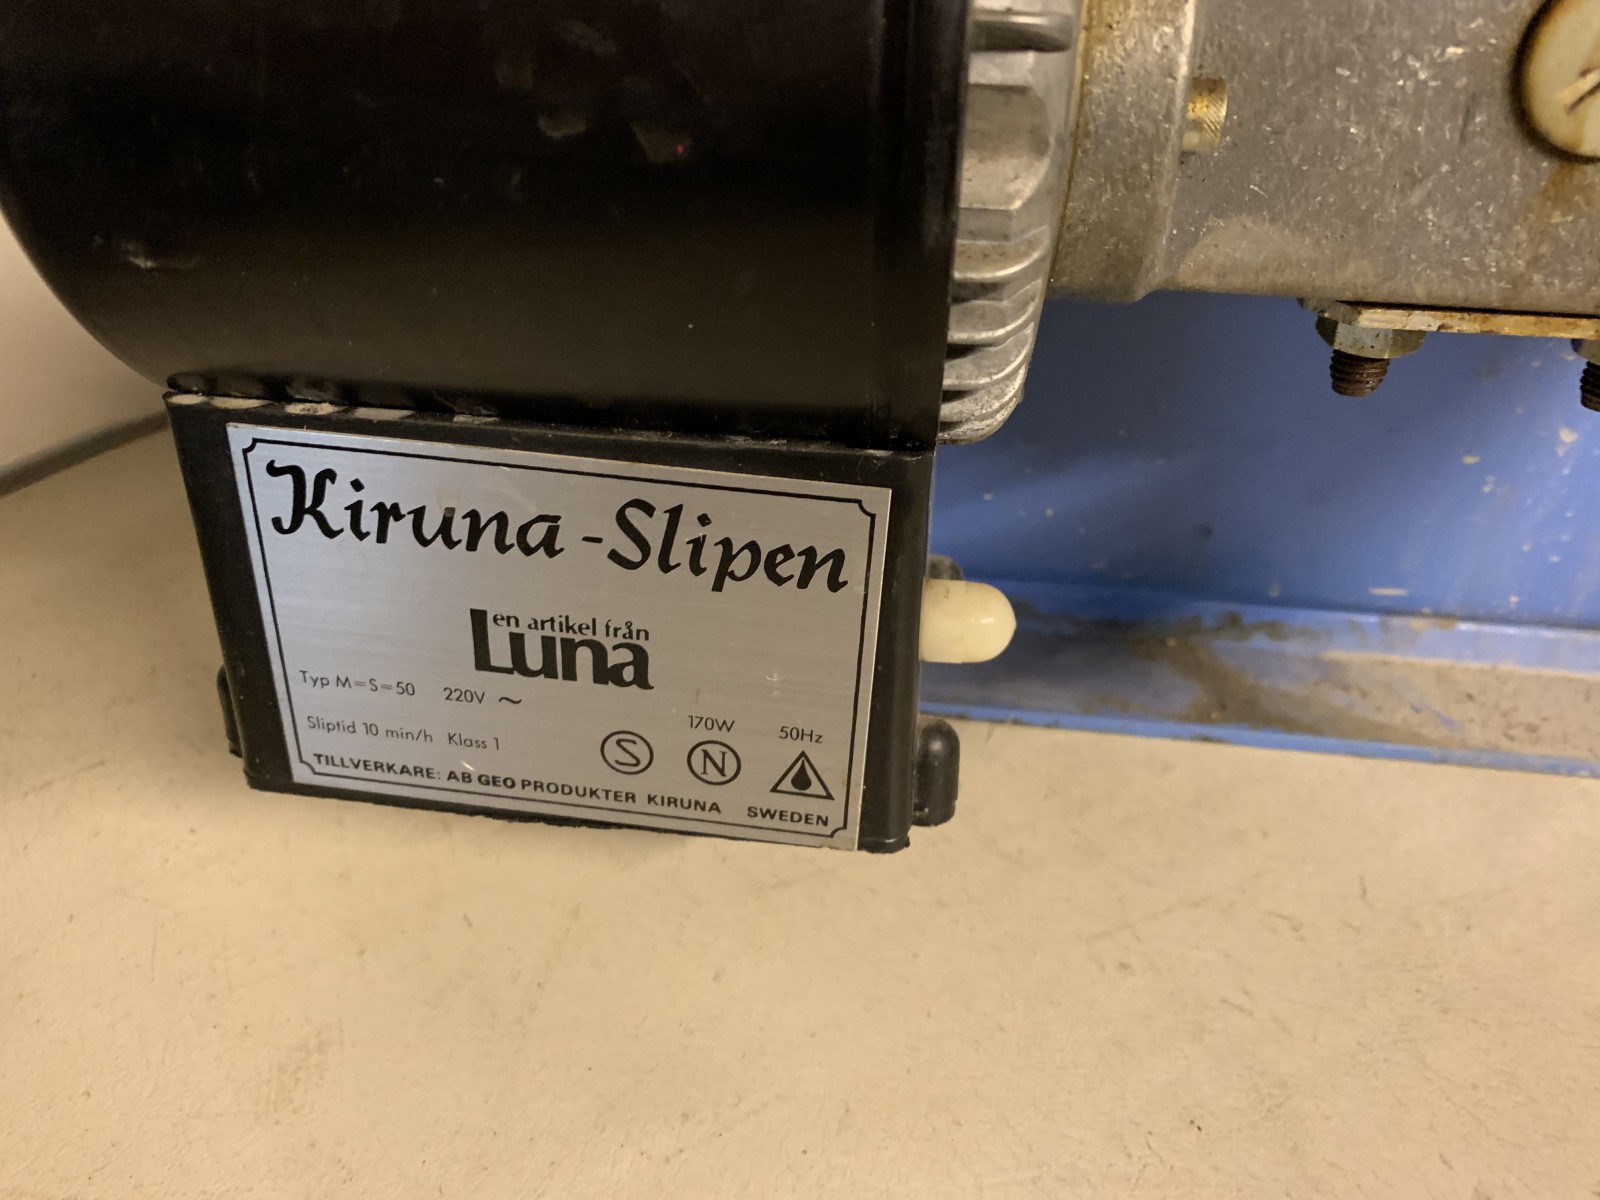 Kiruna-Slipen
en artikel från
Luna
Typ M=S=50 220V ~
170W 50Hz
Sliptid 10 min/h Klass 1
S N
TILLVERKARE: AB GEO PRODUKTER KIRUNA SWEDEN